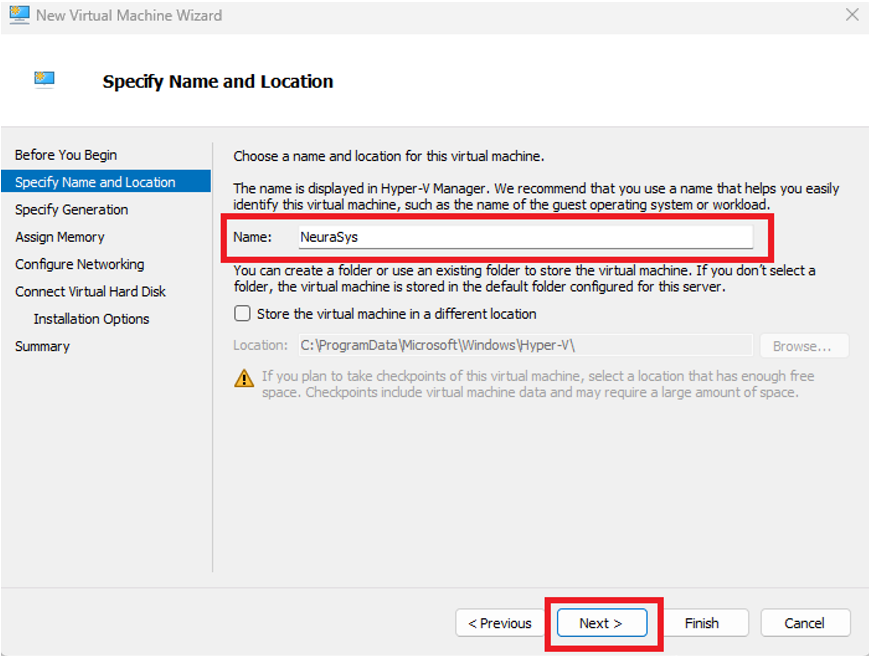 New Virtual Machine Wizard
Specify Name and Location
Before You Begin
Specify Name and Location
Specify Generation
Assign Memory
Configure Networking
Connect Virtual Hard Disk
Installation Options
Summary
Choose a name and location for this virtual machine.
The name is displayed in Hyper-V Manager. We recommend that you use a name that helps you easily
identify this virtual machine, such as the name of the guest operating system or workload.
Name: NeuraSys
You can create a folder or use an existing folder to store the virtual machine. If you don't select a
folder, the virtual machine is stored in the default folder configured for this server.
Store the virtual machine in a different location
Location: C:\ProgramData\Microsoft\Windows\Hyper-V\ Browse...
If you plan to take checkpoints of this virtual machine, select a location that has enough free
space. Checkpoints include virtual machine data and may require a large amount of space.
< Previous Next > Finish Cancel